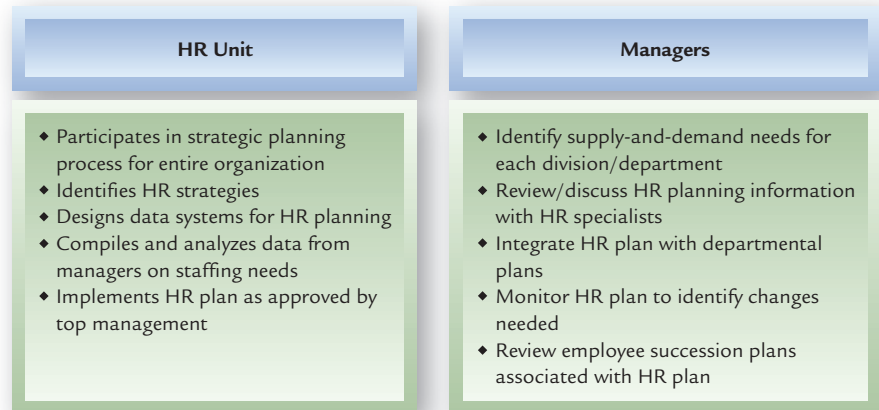 HR Unit
◆ Participates in strategic planning
process for entire organization
◆ Identifies HR strategies
◆ Designs data systems for HR planning
◆ Compiles and analyzes data from
managers on staffing needs
◆ Implements HR plan as approved by
top management
Managers
◆ Identify supply-and-demand needs for
each division/department
◆ Review/discuss HR planning information
with HR specialists
◆ Integrate HR plan with departmental
plans
◆ Monitor HR plan to identify changes
needed
◆ Review employee succession plans
associated with HR plan